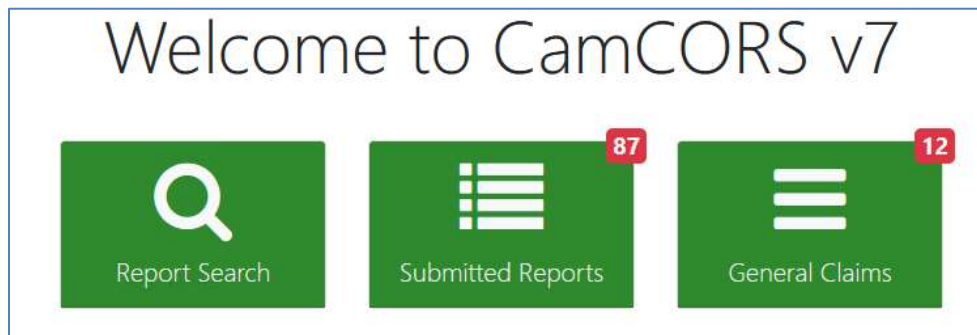 Welcome to CamCORS v7
87
12
Report Search
Submitted Reports
General Claims